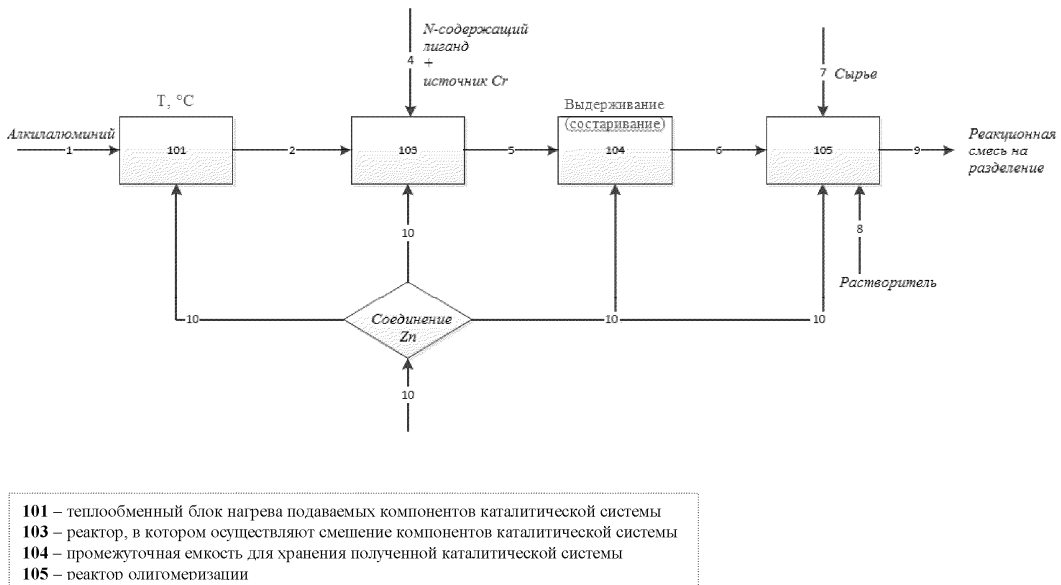 N-содержащий
лиганд
+
источник Cr
4
7
Сырье
T, °C
Выдерживание
(состаривание)
Алкилалюминий
1
101
2
103
5
104
6
105
9
Реакционная
смесь на
разделение
10
8
Растворитель
10
Соединение
Zn
10
10
10
101 – теплообменный блок нагрева подаваемых компонентов каталитической системы
103 – реактор, в котором осуществляют смешение компонентов каталитической системы
104 – промежуточная емкость для хранения полученной каталитической системы
105 – реактор олигомеризации